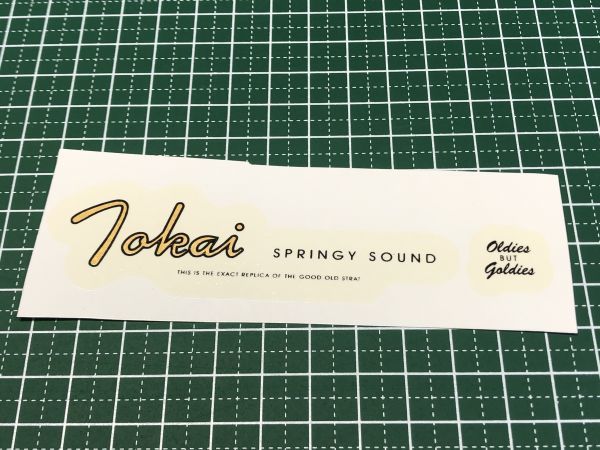 Tokai SPRINGY SOUND
THIS IS THE EXACT REPLICA OF THE GOOD OLD STRAT
Oldies
BUT
Goldies